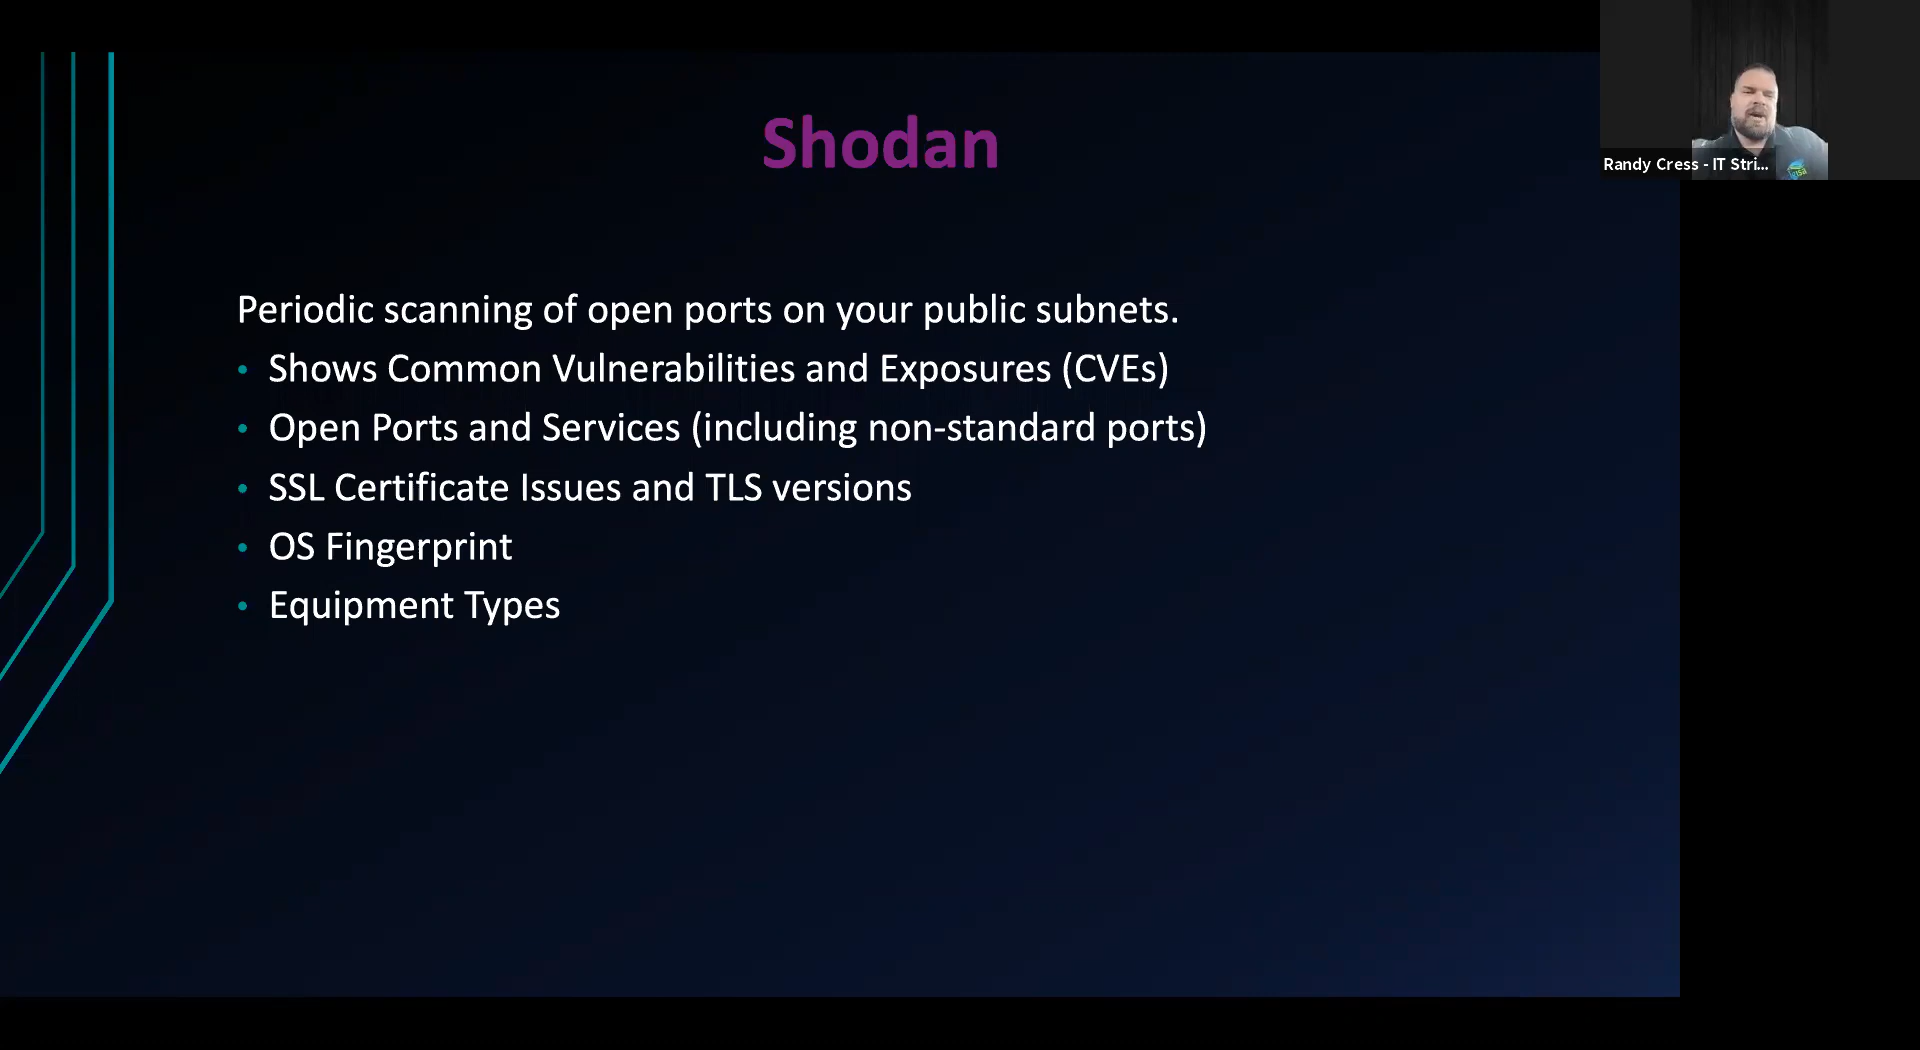 Shodan
Randy Cress - IT Stri...
Periodic scanning of open ports on your public subnets.
• Shows Common Vulnerabilities and Exposures (CVEs)
• Open Ports and Services (including non-standard ports)
• SSL Certificate Issues and TLS versions
• OS Fingerprint
• Equipment Types